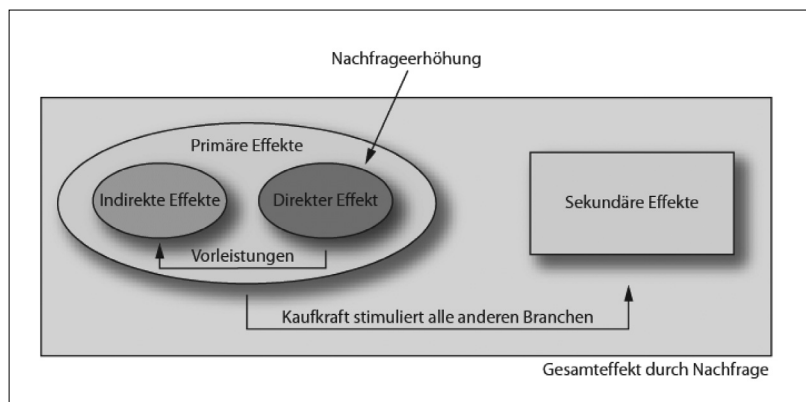 Nachfrageerhöhung
Primäre Effekte
Indirekte Effekte
Direkter Effekt
Sekundäre Effekte
Vorleistungen
Kaufkraft stimuliert alle anderen Branchen
Gesamteffekt durch Nachfrage